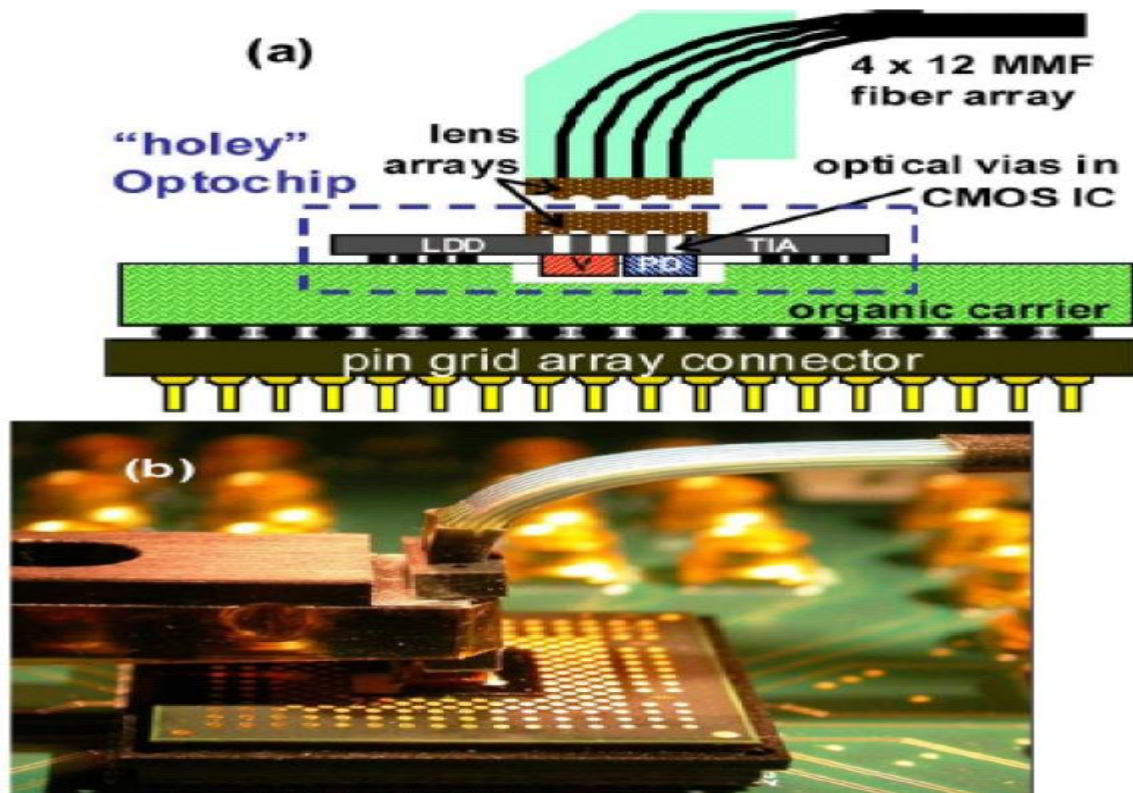 (a)
4 x 12 MMF
fiber array
lens
arrays
“holey”
Optochip
optical vias in
CMOS IC
LDD
TIA
V
PD
organic carrier
pin grid array connector
(b)